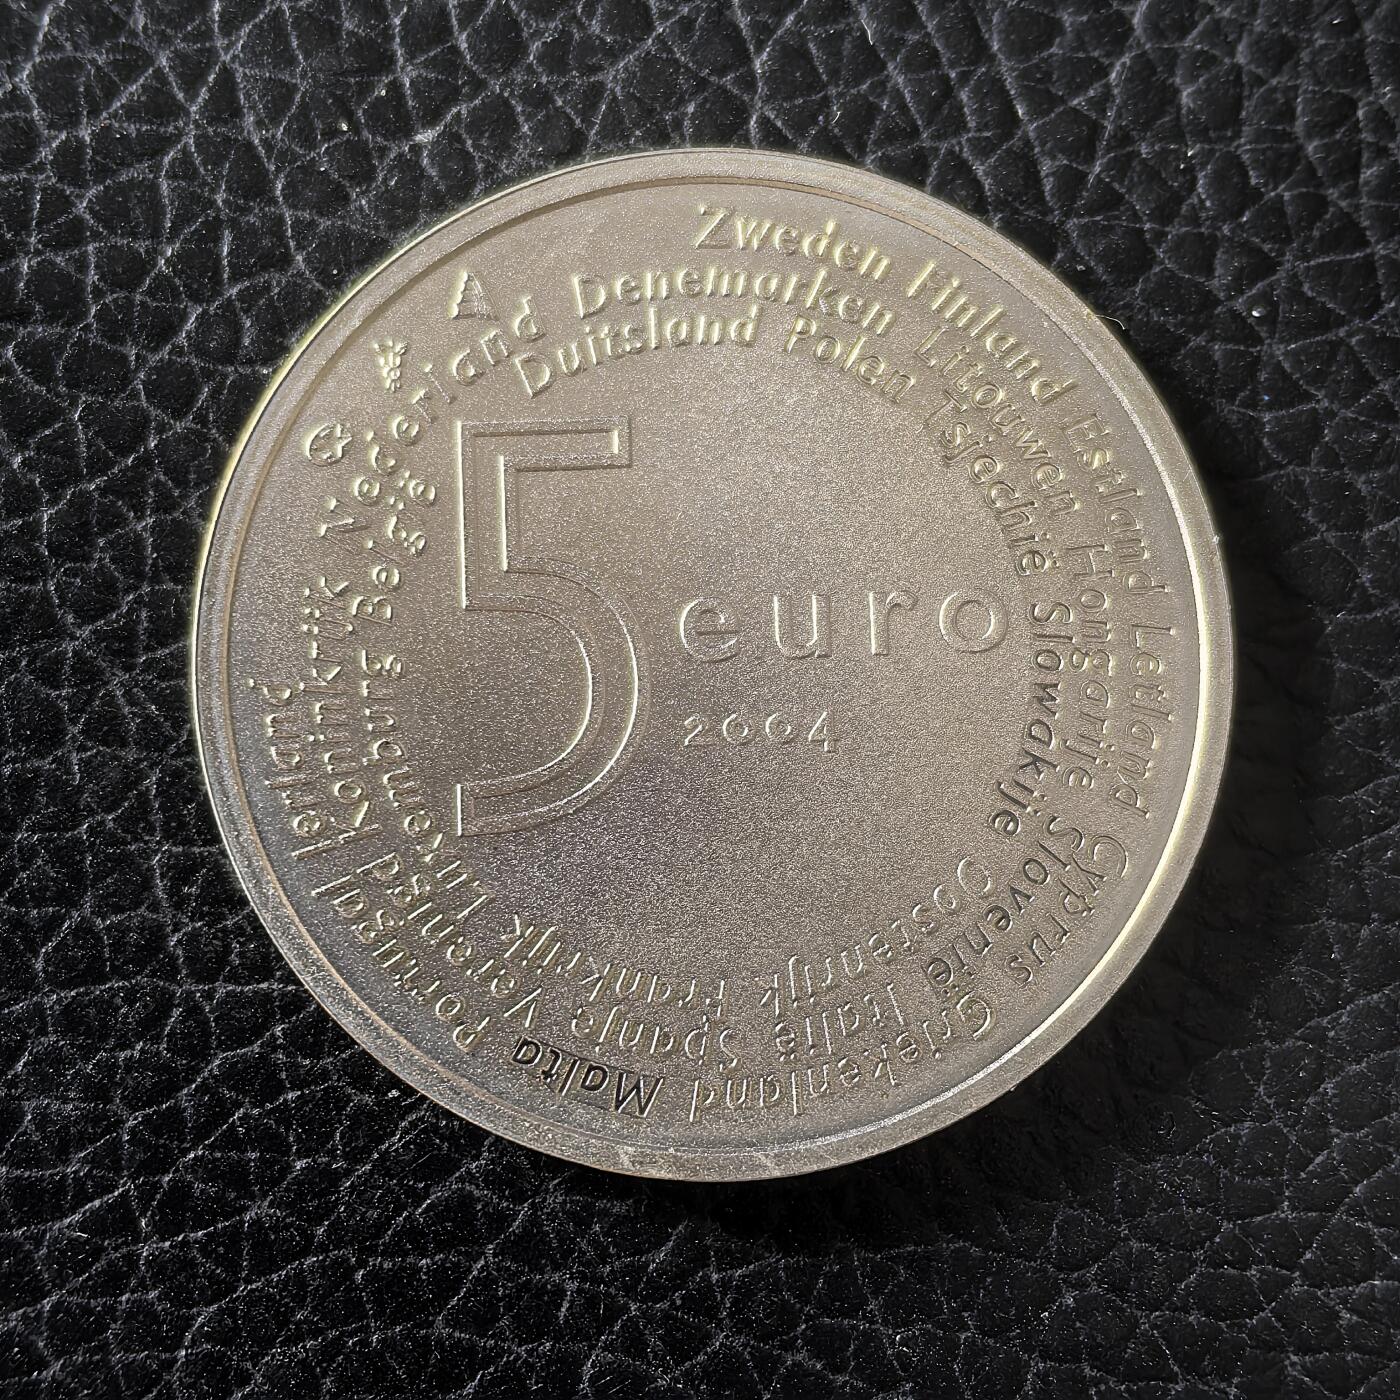 5 euro
2004
Ierland
Zweden Finland Estland Letland Cyprus Griekenland Malta Portugal
Verenigd Koninkrijk Nederland Denemarken Litouwen Hongarije Slovenië Italië Spanje
Luxemburg België Duitsland Polen Tsjechië Slowakije Oostenrijk Frankrijk